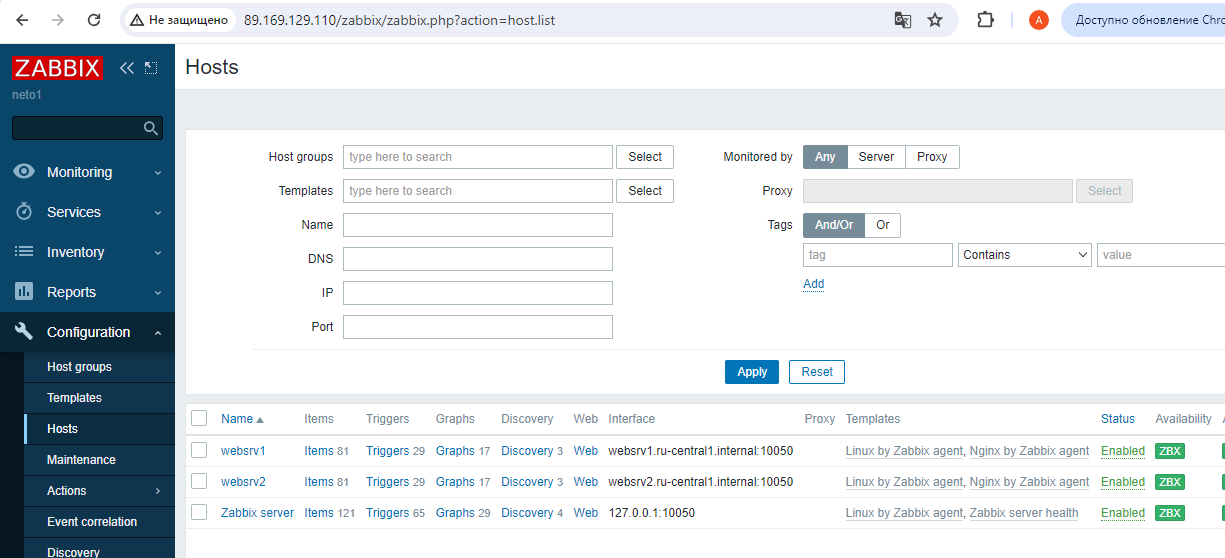 Не защищено 89.169.129.110/zabbix/zabbix.php?action=host.list A Доступно обновление Chro
ZABBIX
neto1
Hosts
Monitoring
Services
Inventory
Reports
Configuration
Host groups
Templates
Hosts
Maintenance
Actions
Event correlation
Discovery
Host groups type here to search Select
Templates type here to search Select
Name
DNS
IP
Port
Monitored by Any Server Proxy
Proxy Select
Tags And/Or Or
tag Contains value
Add
Apply Reset
Name Items Triggers Graphs Discovery Web Interface Proxy Templates Status Availability
websrv1 Items 81 Triggers 29 Graphs 17 Discovery 3 Web websrv1.ru-central1.internal:10050 Linux by Zabbix agent, Nginx by Zabbix agent Enabled ZBX
websrv2 Items 81 Triggers 29 Graphs 17 Discovery 3 Web websrv2.ru-central1.internal:10050 Linux by Zabbix agent, Nginx by Zabbix agent Enabled ZBX
Zabbix server Items 121 Triggers 65 Graphs 29 Discovery 4 Web 127.0.0.1:10050 Linux by Zabbix agent, Zabbix server health Enabled ZBX